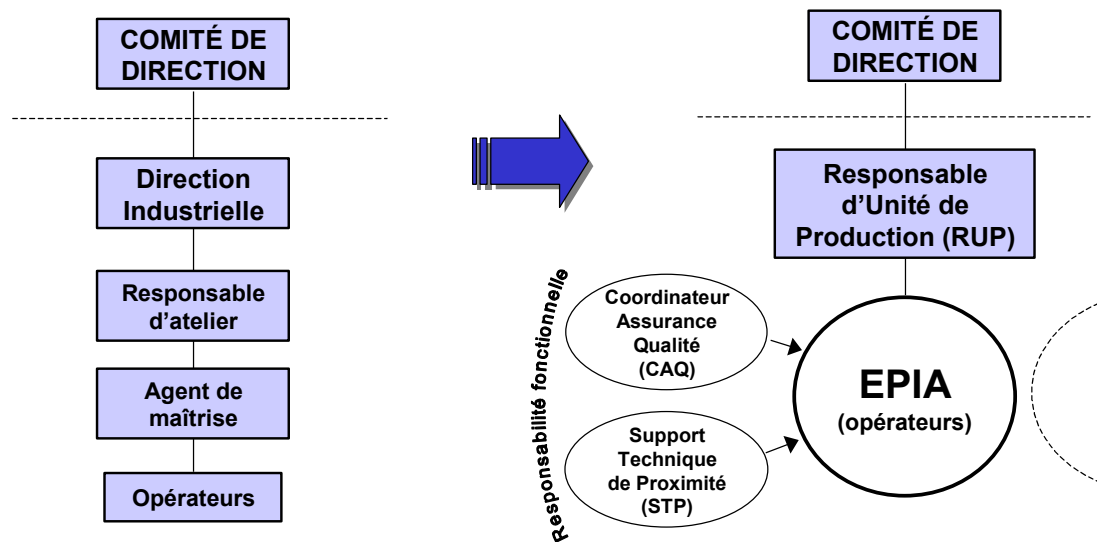 COMITÉ DE
DIRECTION
Direction
Industrielle
Responsable
d’atelier
Agent de
maîtrise
Opérateurs
COMITÉ DE
DIRECTION
Responsable
d’Unité de
Production (RUP)
Responsabilité fonctionnelle
Coordinateur
Assurance
Qualité
(CAQ)
Support
Technique
de Proximité
(STP)
EPIA
(opérateurs)